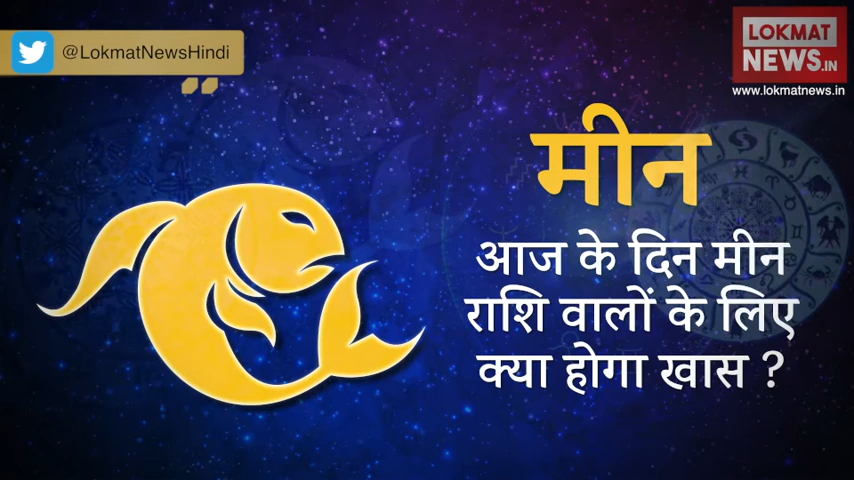 @LokmatNewsHindi
LOKMAT
NEWS.IN
www.lokmatnews.in
मीन
आज के दिन मीन
राशि वालों के लिए
क्या होगा खास ?